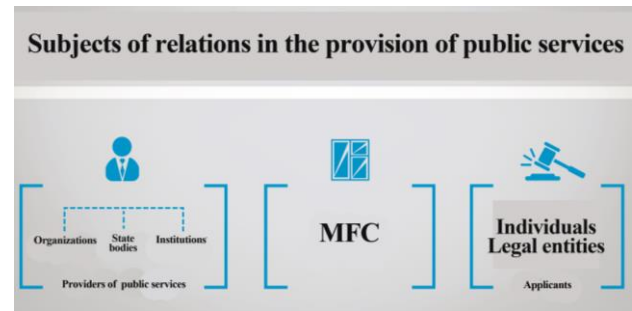 Subjects of relations in the provision of public services
Organizations
State
bodies
Institutions
Providers of public services
MFC
Individuals
Legal entities
Applicants